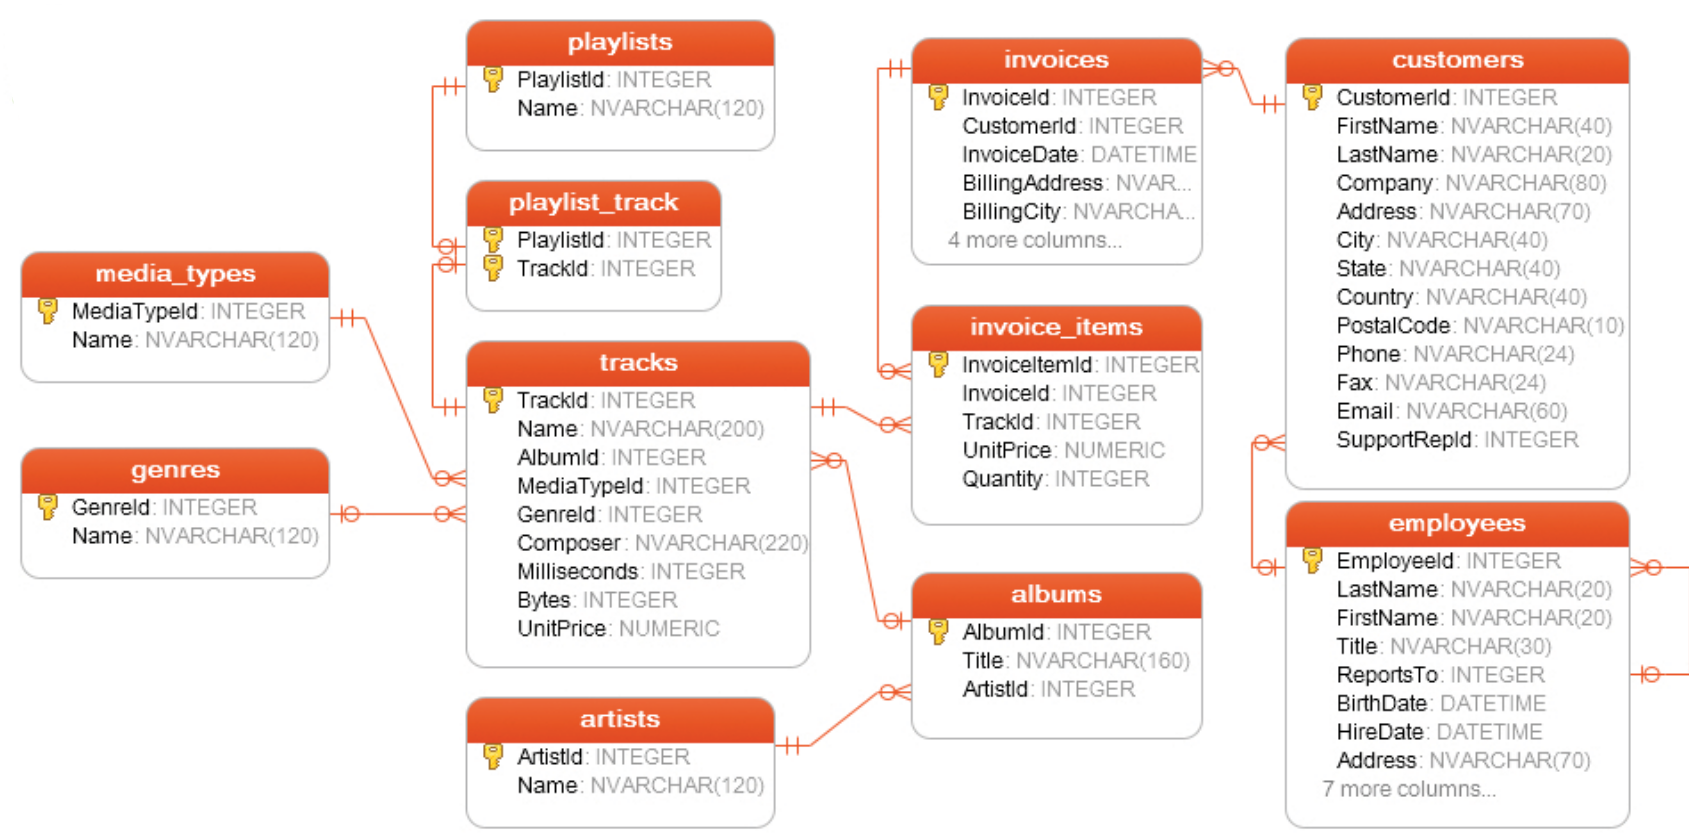 playlists
PlaylistId: INTEGER
Name: NVARCHAR(120)
playlist_track
PlaylistId: INTEGER
TrackId: INTEGER
media_types
MediaTypeId: INTEGER
Name: NVARCHAR(120)
genres
GenreId: INTEGER
Name: NVARCHAR(120)
tracks
TrackId: INTEGER
Name: NVARCHAR(200)
AlbumId: INTEGER
MediaTypeId: INTEGER
GenreId: INTEGER
Composer: NVARCHAR(220)
Milliseconds: INTEGER
Bytes: INTEGER
UnitPrice: NUMERIC
artists
ArtistId: INTEGER
Name: NVARCHAR(120)
invoices
InvoiceId: INTEGER
CustomerId: INTEGER
InvoiceDate: DATETIME
BillingAddress: NVAR...
BillingCity: NVARCHA...
4 more columns...
invoice_items
InvoiceItemId: INTEGER
InvoiceId: INTEGER
TrackId: INTEGER
UnitPrice: NUMERIC
Quantity: INTEGER
albums
AlbumId: INTEGER
Title: NVARCHAR(160)
ArtistId: INTEGER
customers
CustomerId: INTEGER
FirstName: NVARCHAR(40)
LastName: NVARCHAR(20)
Company: NVARCHAR(80)
Address: NVARCHAR(70)
City: NVARCHAR(40)
State: NVARCHAR(40)
Country: NVARCHAR(40)
PostalCode: NVARCHAR(10)
Phone: NVARCHAR(24)
Fax: NVARCHAR(24)
Email: NVARCHAR(60)
SupportRepId: INTEGER
employees
EmployeeId: INTEGER
LastName: NVARCHAR(20)
FirstName: NVARCHAR(20)
Title: NVARCHAR(30)
ReportsTo: INTEGER
BirthDate: DATETIME
HireDate: DATETIME
Address: NVARCHAR(70)
7 more columns...